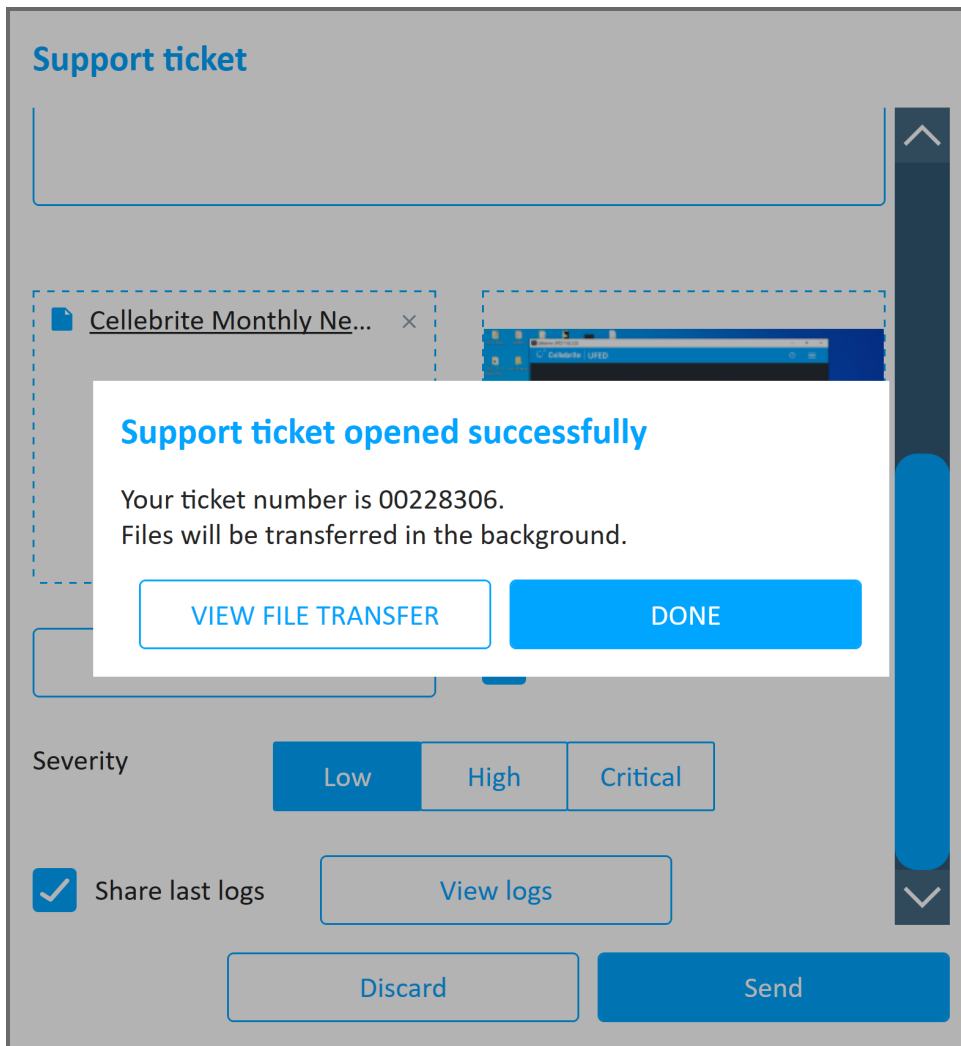 Support ticket
Cellebrite Monthly Ne...
Cellebrite UFED
Support ticket opened successfully
Your ticket number is 00228306.
Files will be transferred in the background.
VIEW FILE TRANSFER
DONE
Severity
Low
High
Critical
Share last logs
View logs
Discard
Send